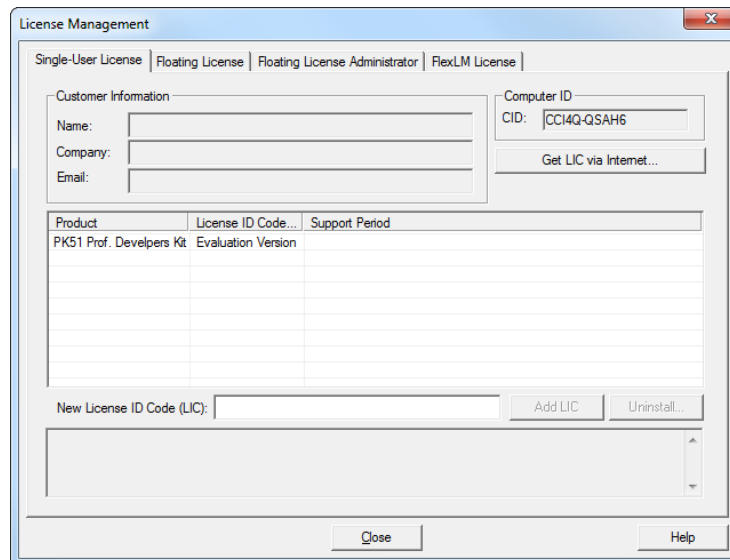 License Management
Single-User License Floating License Floating License Administrator FlexLM License
Customer Information
Name:
Company:
Email:
Computer ID
CID: CCI4Q-QSAH6
Get LIC via Internet...
Product License ID Code... Support Period
PK51 Prof. Develpers Kit Evaluation Version
New License ID Code (LIC): Add LIC Uninstall...
Close Help